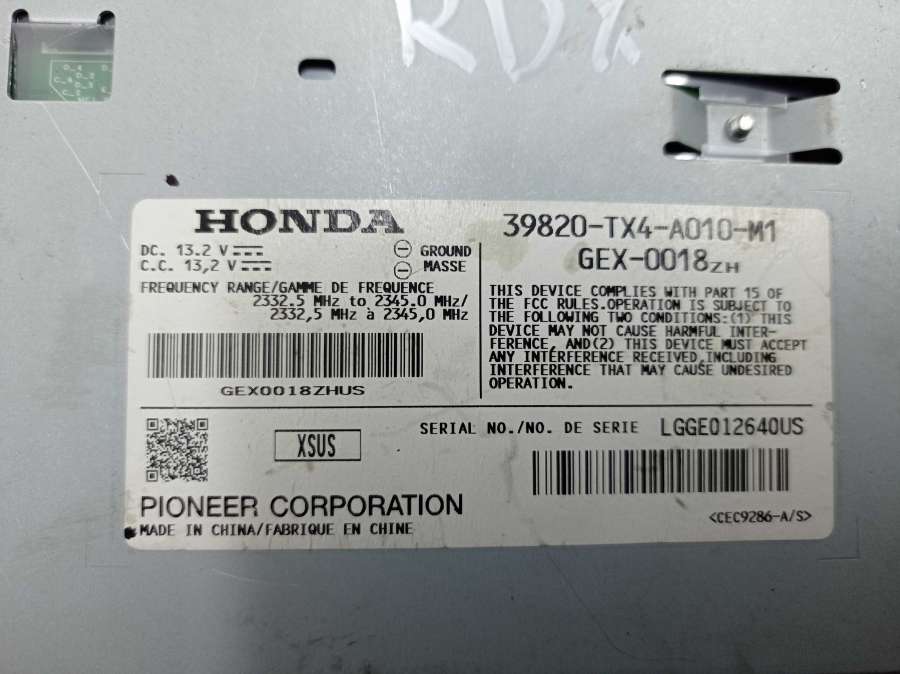 RDX
HONDA
DC. 13.2 V
C.C. 13,2 V
GROUND
MASSE
FREQUENCY RANGE/GAMME DE FREQUENCE
2332.5 MHz to 2345.0 MHz/
2332,5 MHz à 2345,0 MHz
GEX0018ZHUS
39820-TX4-A010-M1
GEX-0018ZH
THIS DEVICE COMPLIES WITH PART 15 OF
THE FCC RULES.OPERATION IS SUBJECT TO
THE FOLLOWING TWO CONDITIONS:(1) THIS
DEVICE MAY NOT CAUSE HARMFUL INTER-
FERENCE, AND(2) THIS DEVICE MUST ACCEPT
ANY INTERFERENCE RECEIVED,INCLUDING
INTERFERENCE THAT MAY CAUSE UNDESIRED
OPERATION.
XSUS
SERIAL NO./NO. DE SERIE LGGE012640US
PIONEER CORPORATION
MADE IN CHINA/FABRIQUE EN CHINE
<CEC9286-A/S>